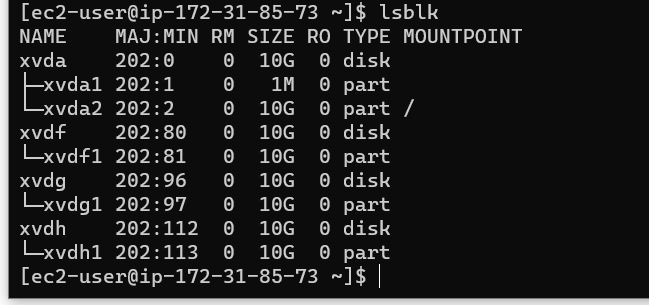 [ec2-user@ip-172-31-85-73 ~]$ lsblk
NAME    MAJ:MIN RM SIZE RO TYPE MOUNTPOINT
xvda    202:0    0  10G  0 disk
├─xvda1 202:1    0   1M  0 part
└─xvda2 202:2    0  10G  0 part /
xvdf    202:80   0  10G  0 disk
└─xvdf1 202:81   0  10G  0 part
xvdg    202:96   0  10G  0 disk
└─xvdg1 202:97   0  10G  0 part
xvdh    202:112  0  10G  0 disk
└─xvdh1 202:113  0  10G  0 part
[ec2-user@ip-172-31-85-73 ~]$